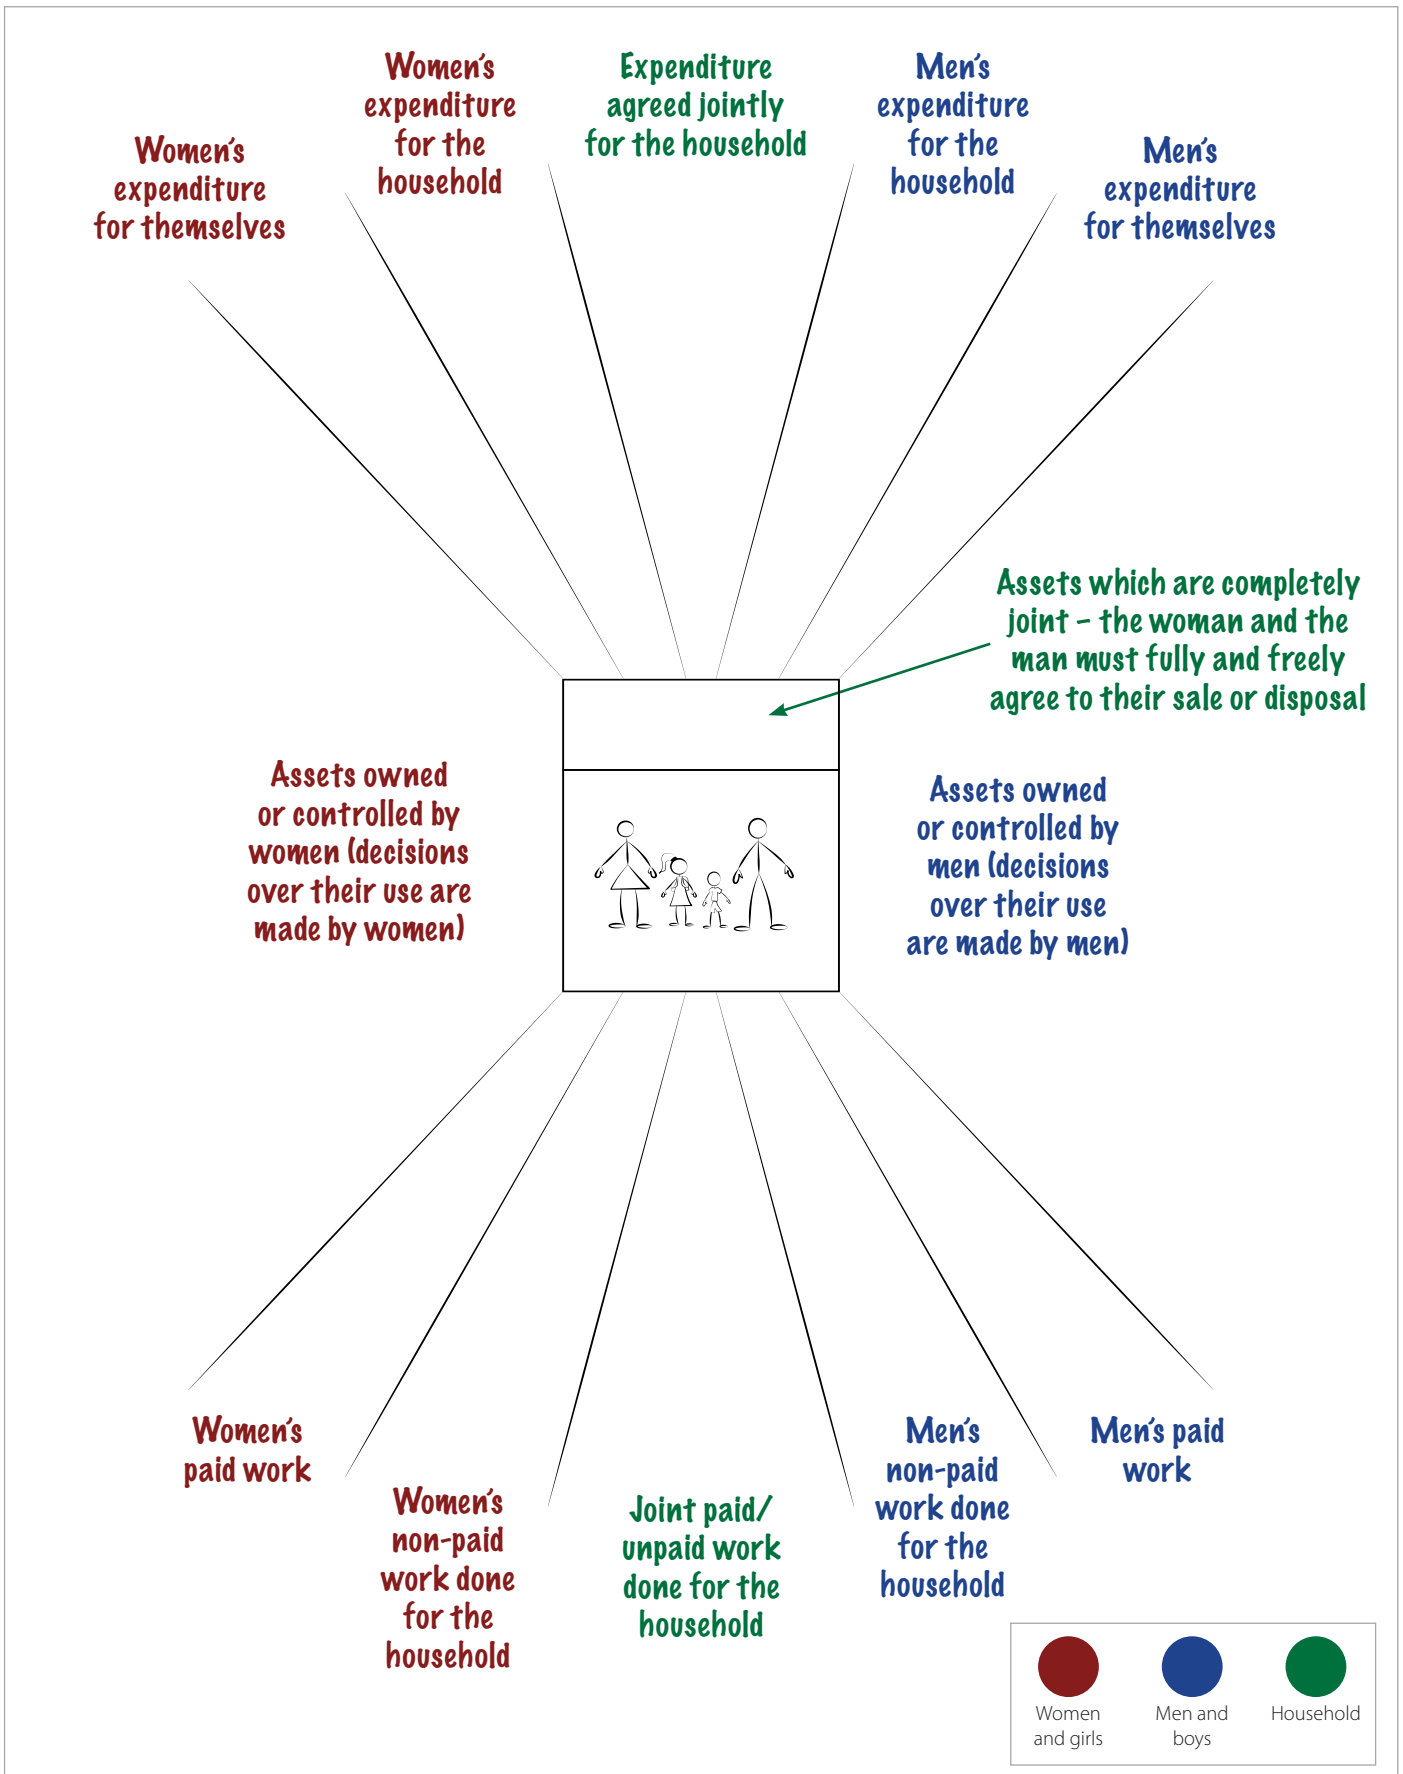 Women's
expenditure
for themselves
Women's
expenditure
for the
household
Expenditure
agreed jointly
for the household
Men's
expenditure
for the
household
Men's
expenditure
for themselves
Assets which are completely
joint – the woman and the
man must fully and freely
agree to their sale or disposal
Assets owned
or controlled by
women (decisions
over their use are
made by women)
Assets owned
or controlled by
men (decisions
over their use
are made by men)
Women's
paid work
Women's
non-paid
work done
for the
household
Joint paid/
unpaid work
done for the
household
Men's
non-paid
work done
for the
household
Men's paid
work
Women
and girls
Men and
boys
Household